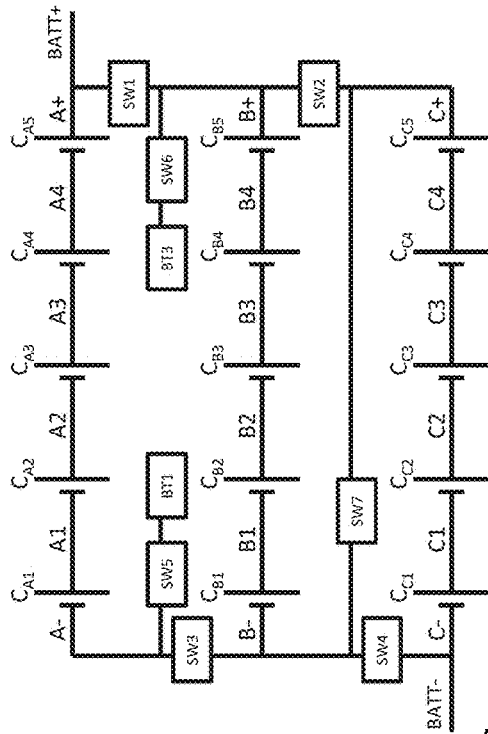 BATT+
C_A1 C_A2 C_A3 C_A4 C_A5
A- A1 A2 A3 A4 A+
SW1
SW5 BT1 BT3 SW6
SW3
C_B1 C_B2 C_B3 C_B4 C_B5
B- B1 B2 B3 B4 B+
SW2
SW7
SW4
C_C1 C_C2 C_C3 C_C4 C_C5
C- C1 C2 C3 C4 C+
BATT-